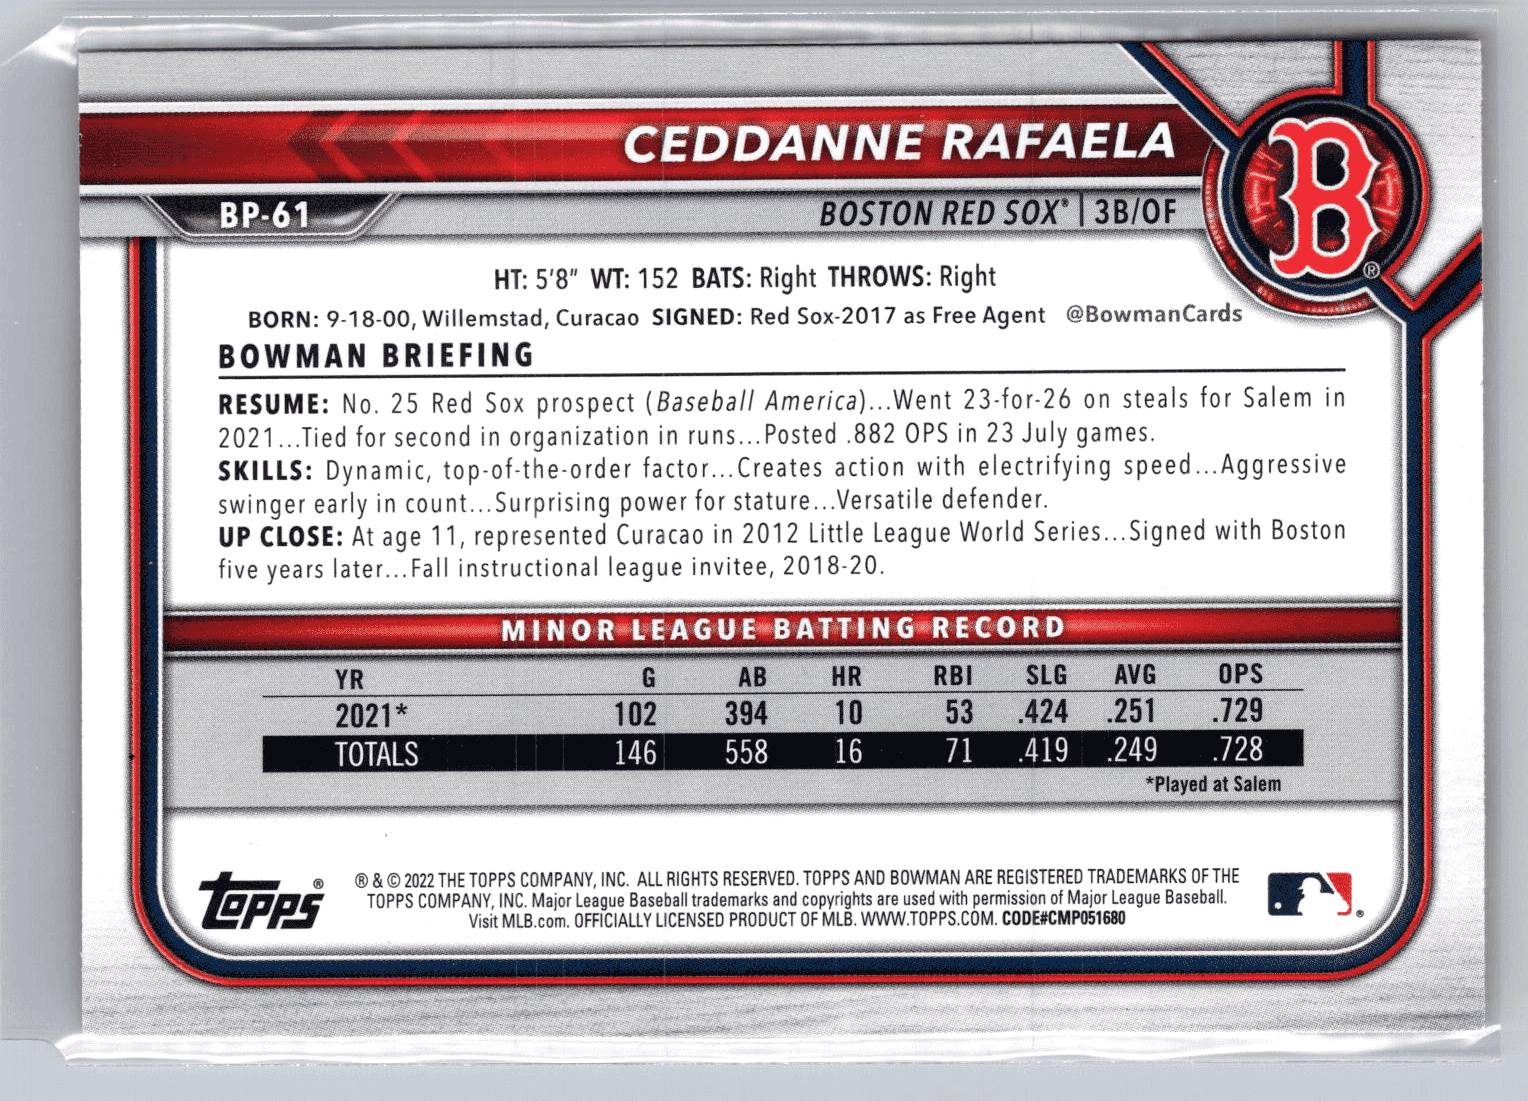 CEDDANNE RAFAELA
B
®
BP-61
BOSTON RED SOX® | 3B/OF
HT: 5'8" WT: 152 BATS: Right THROWS: Right
BORN: 9-18-00, Willemstad, Curacao SIGNED: Red Sox-2017 as Free Agent @BowmanCards
BOWMAN BRIEFING
RESUME: No. 25 Red Sox prospect (Baseball America)...Went 23-for-26 on steals for Salem in
2021...Tied for second in organization in runs...Posted .882 OPS in 23 July games.
SKILLS: Dynamic, top-of-the-order factor...Creates action with electrifying speed...Aggressive
swinger early in count...Surprising power for stature...Versatile defender.
UP CLOSE: At age 11, represented Curacao in 2012 Little League World Series...Signed with Boston
five years later...Fall instructional league invitee, 2018-20.
MINOR LEAGUE BATTING RECORD
YR G AB HR RBI SLG AVG OPS
2021* 102 394 10 53 .424 .251 .729
TOTALS 146 558 16 71 .419 .249 .728
*Played at Salem
Topps®
® & © 2022 THE TOPPS COMPANY, INC. ALL RIGHTS RESERVED. TOPPS AND BOWMAN ARE REGISTERED TRADEMARKS OF THE
TOPPS COMPANY, INC. Major League Baseball trademarks and copyrights are used with permission of Major League Baseball.
Visit MLB.com. OFFICIALLY LICENSED PRODUCT OF MLB. WWW.TOPPS.COM. CODE#CMP051680
®